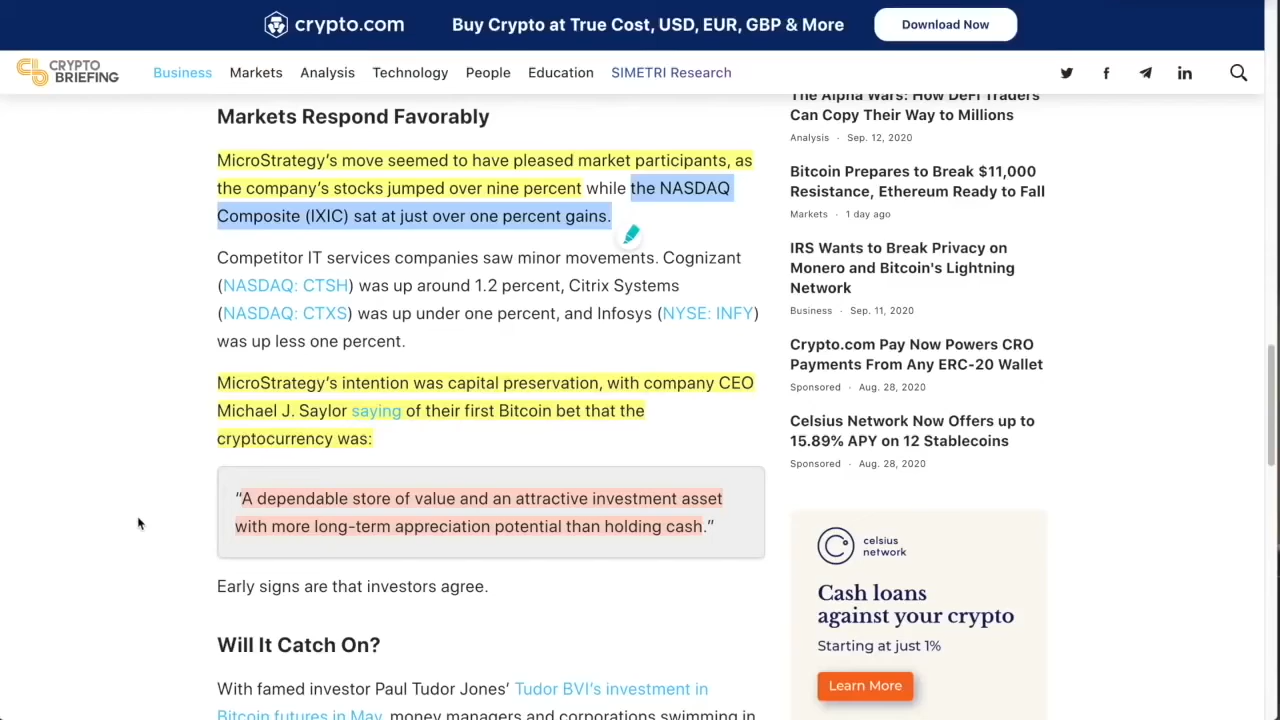 crypto.com
Buy Crypto at True Cost, USD, EUR, GBP & More
Download Now
CRYPTO
BRIEFING
Business Markets Analysis Technology People Education SIMETRI Research
Markets Respond Favorably
MicroStrategy’s move seemed to have pleased market participants, as
the company’s stocks jumped over nine percent while the NASDAQ
Composite (IXIC) sat at just over one percent gains.
Competitor IT services companies saw minor movements. Cognizant
(NASDAQ: CTSH) was up around 1.2 percent, Citrix Systems
(NASDAQ: CTXS) was up under one percent, and Infosys (NYSE: INFY)
was up less one percent.
MicroStrategy’s intention was capital preservation, with company CEO
Michael J. Saylor saying of their first Bitcoin bet that the
cryptocurrency was:
“A dependable store of value and an attractive investment asset
with more long-term appreciation potential than holding cash.”
Early signs are that investors agree.
Will It Catch On?
With famed investor Paul Tudor Jones’ Tudor BVI’s investment in
Bitcoin futures in May, money managers and corporations swimming in
The Alpha Wars: How DeFi Traders
Can Copy Their Way to Millions
Analysis · Sep. 12, 2020
Bitcoin Prepares to Break $11,000
Resistance, Ethereum Ready to Fall
Markets · 1 day ago
IRS Wants to Break Privacy on
Monero and Bitcoin's Lightning
Network
Business · Sep. 11, 2020
Crypto.com Pay Now Powers CRO
Payments From Any ERC-20 Wallet
Sponsored · Aug. 28, 2020
Celsius Network Now Offers up to
15.89% APY on 12 Stablecoins
Sponsored · Aug. 28, 2020
celsius
network
Cash loans
against your crypto
Starting at just 1%
Learn More